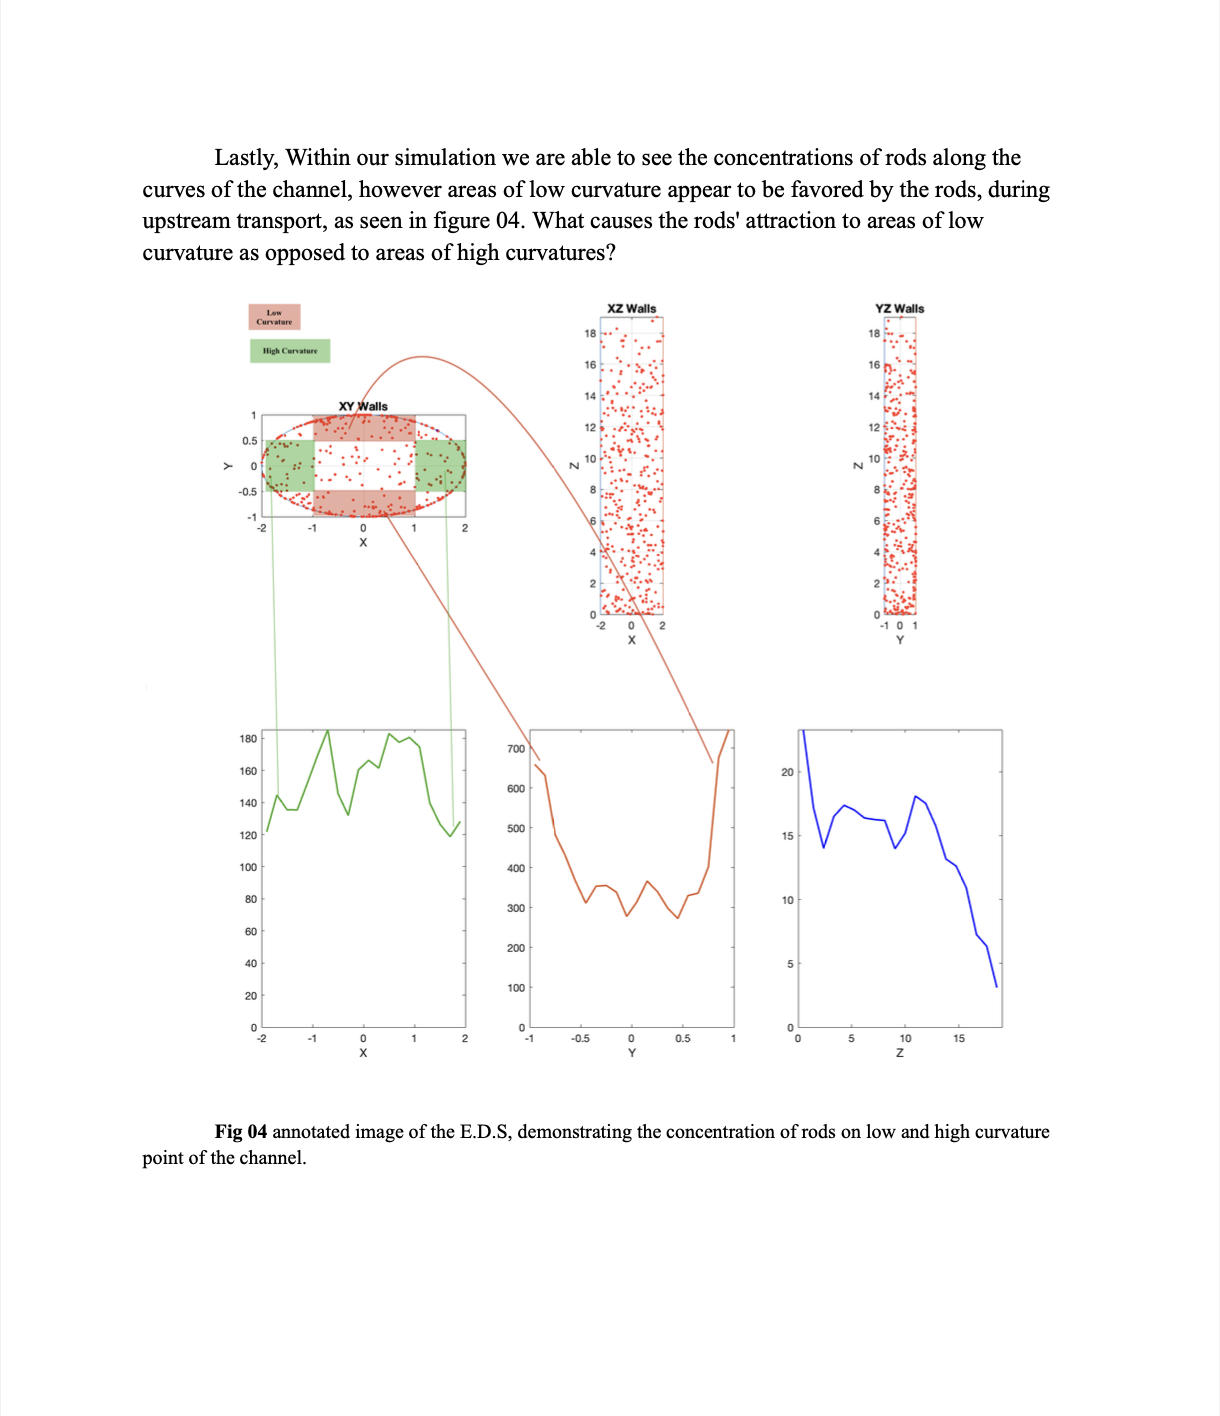 Lastly, Within our simulation we are able to see the concentrations of rods along the
curves of the channel, however areas of low curvature appear to be favored by the rods, during
upstream transport, as seen in figure 04. What causes the rods' attraction to areas of low
curvature as opposed to areas of high curvatures?
Low
Curvature
High Curvature
XY Walls
1
0.5
0
-0.5
-1
Y
-2 -1 0 1 2
X
XZ Walls
18
16
14
12
10
8
6
4
2
0
Z
-2 0 2
X
YZ Walls
18
16
14
12
10
8
6
4
2
0
Z
-1 0 1
Y
180
160
140
120
100
80
60
40
20
0
-2 -1 0 1 2
X
700
600
500
400
300
200
100
0
-1 -0.5 0 0.5 1
Y
20
15
10
5
0
0 5 10 15
Z
Fig 04 annotated image of the E.D.S, demonstrating the concentration of rods on low and high curvature
point of the channel.